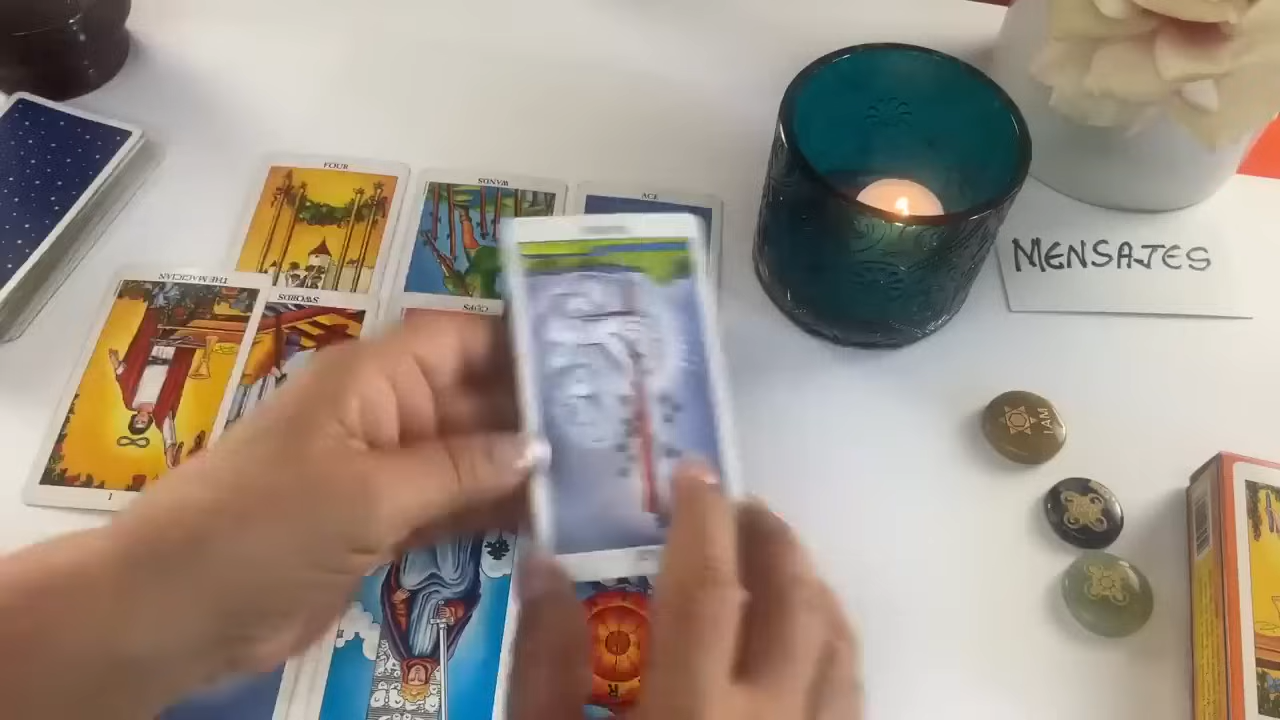 FOUR
WANDS
ACE
MENSAJES
THE MAGICIAN
SWORDS
CUPS
I
I AM
R